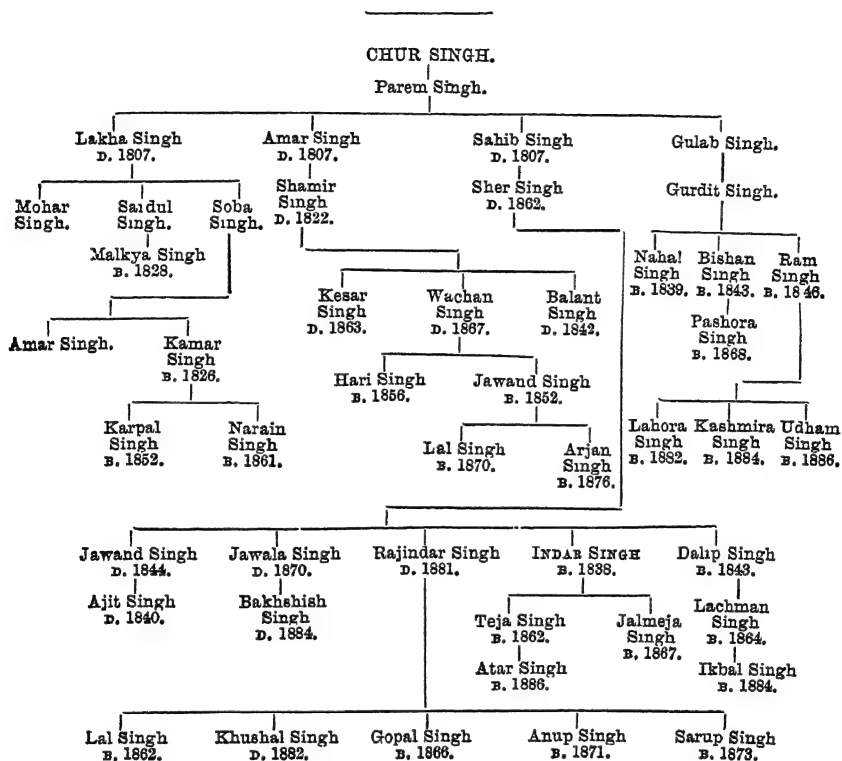 CHUR SINGH.
Parem Singh.
Lakha Singh Amar Singh Sahib Singh Gulab Singh.
D. 1807. D. 1807. D. 1807.
Shamir Singh D. 1822. Sher Singh D. 1862. Gurdit Singh.
Mohar Singh. Saidul Singh. Soba Singh.
Malkya Singh
B. 1828.
Nahal Singh B. 1839. Bishan Singh B. 1843. Ram Singh B. 1846.
Kesar Singh D. 1863. Wachan Singh D. 1867. Balant Singh D. 1842.
Pashora Singh B. 1868.
Amar Singh. Kamar Singh B. 1826.
Hari Singh B. 1856. Jawand Singh B. 1852.
Karpal Singh B. 1852. Narain Singh B. 1861.
Lal Singh B. 1870. Arjan Singh B. 1876.
Lahora Singh B. 1882. Kashmira Singh B. 1884. Udham Singh B. 1886.
Jawand Singh Jawala Singh Rajindar Singh INDAR SINGH Dalip Singh
D. 1844. D. 1870. D. 1881. B. 1838. B. 1843.
Ajit Singh D. 1840. Bakhshish Singh D. 1884. Teja Singh B. 1862. Jalmeja Singh B. 1867. Lachman Singh B. 1864.
Atar Singh B. 1886. Ikbal Singh B. 1884.
Lal Singh Khushal Singh Gopal Singh Anup Singh Sarup Singh
B. 1862. D. 1882. B. 1866. B. 1871. B. 1873.